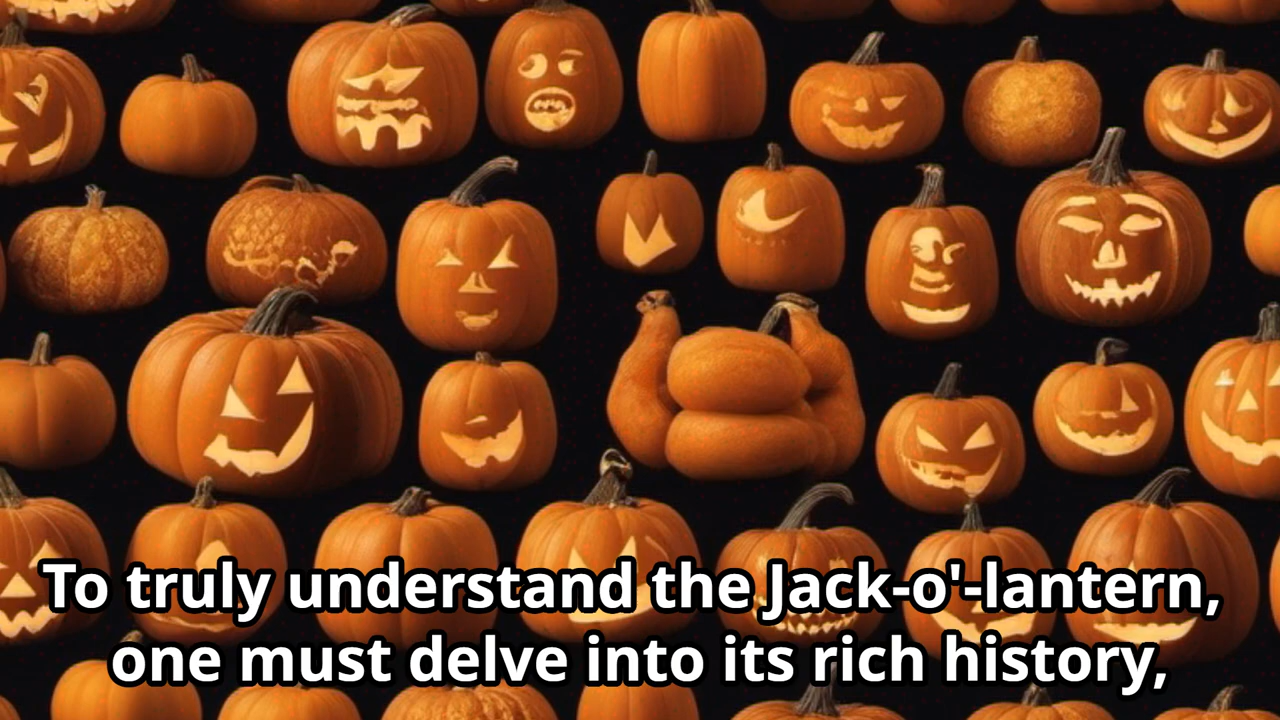 To truly understand the Jack-o'-lantern,
one must delve into its rich history,